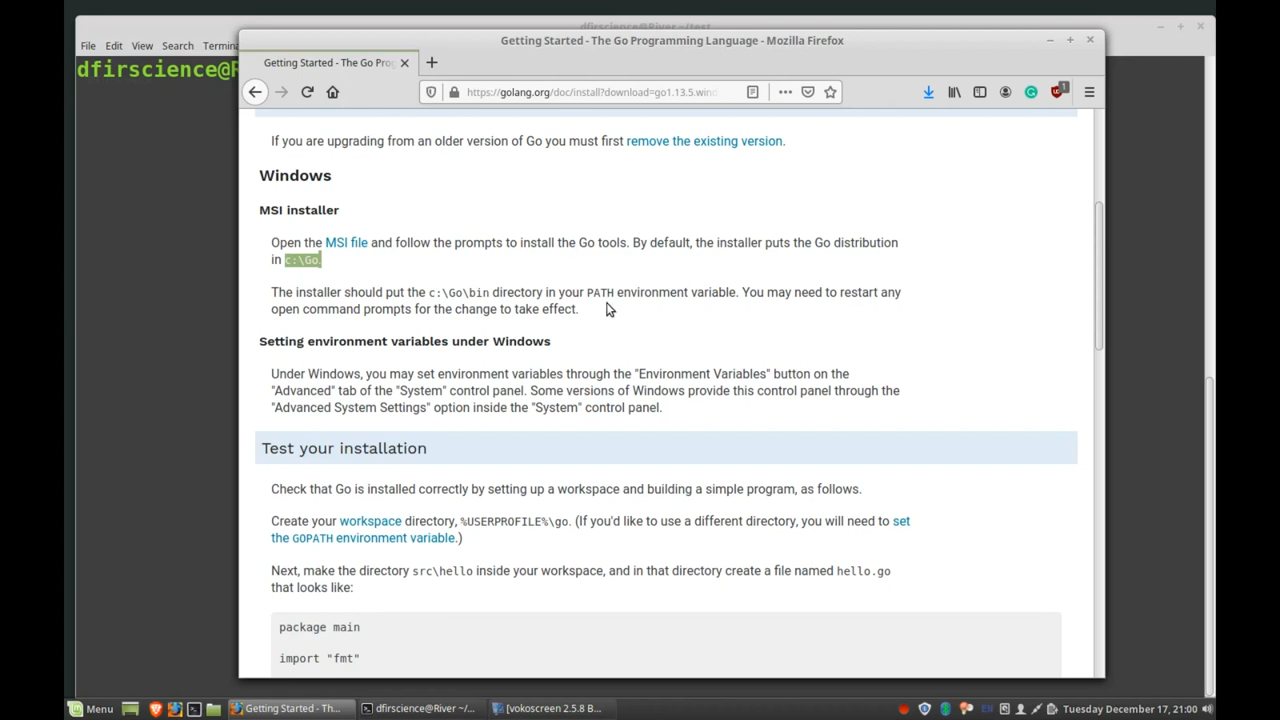 dfirscience@River ~/test
File Edit View Search Termina
dfirscience@R
Getting Started - The Go Programming Language - Mozilla Firefox
Getting Started - The Go Prog
https://golang.org/doc/install?download=go1.13.5.wind
1
If you are upgrading from an older version of Go you must first remove the existing version.
Windows
MSI installer
Open the MSI file and follow the prompts to install the Go tools. By default, the installer puts the Go distribution
in c:\Go.
The installer should put the c:\Go\bin directory in your PATH environment variable. You may need to restart any
open command prompts for the change to take effect.
Setting environment variables under Windows
Under Windows, you may set environment variables through the "Environment Variables" button on the
"Advanced" tab of the "System" control panel. Some versions of Windows provide this control panel through the
"Advanced System Settings" option inside the "System" control panel.
Test your installation
Check that Go is installed correctly by setting up a workspace and building a simple program, as follows.
Create your workspace directory, %USERPROFILE%\go. (If you'd like to use a different directory, you will need to set
the GOPATH environment variable.)
Next, make the directory src\hello inside your workspace, and in that directory create a file named hello.go
that looks like:
package main
import "fmt"
Menu
Getting Started - Th...
dfirscience@River ~/...
[vokoscreen 2.5.8 B...
EN
Tuesday December 17, 21:00